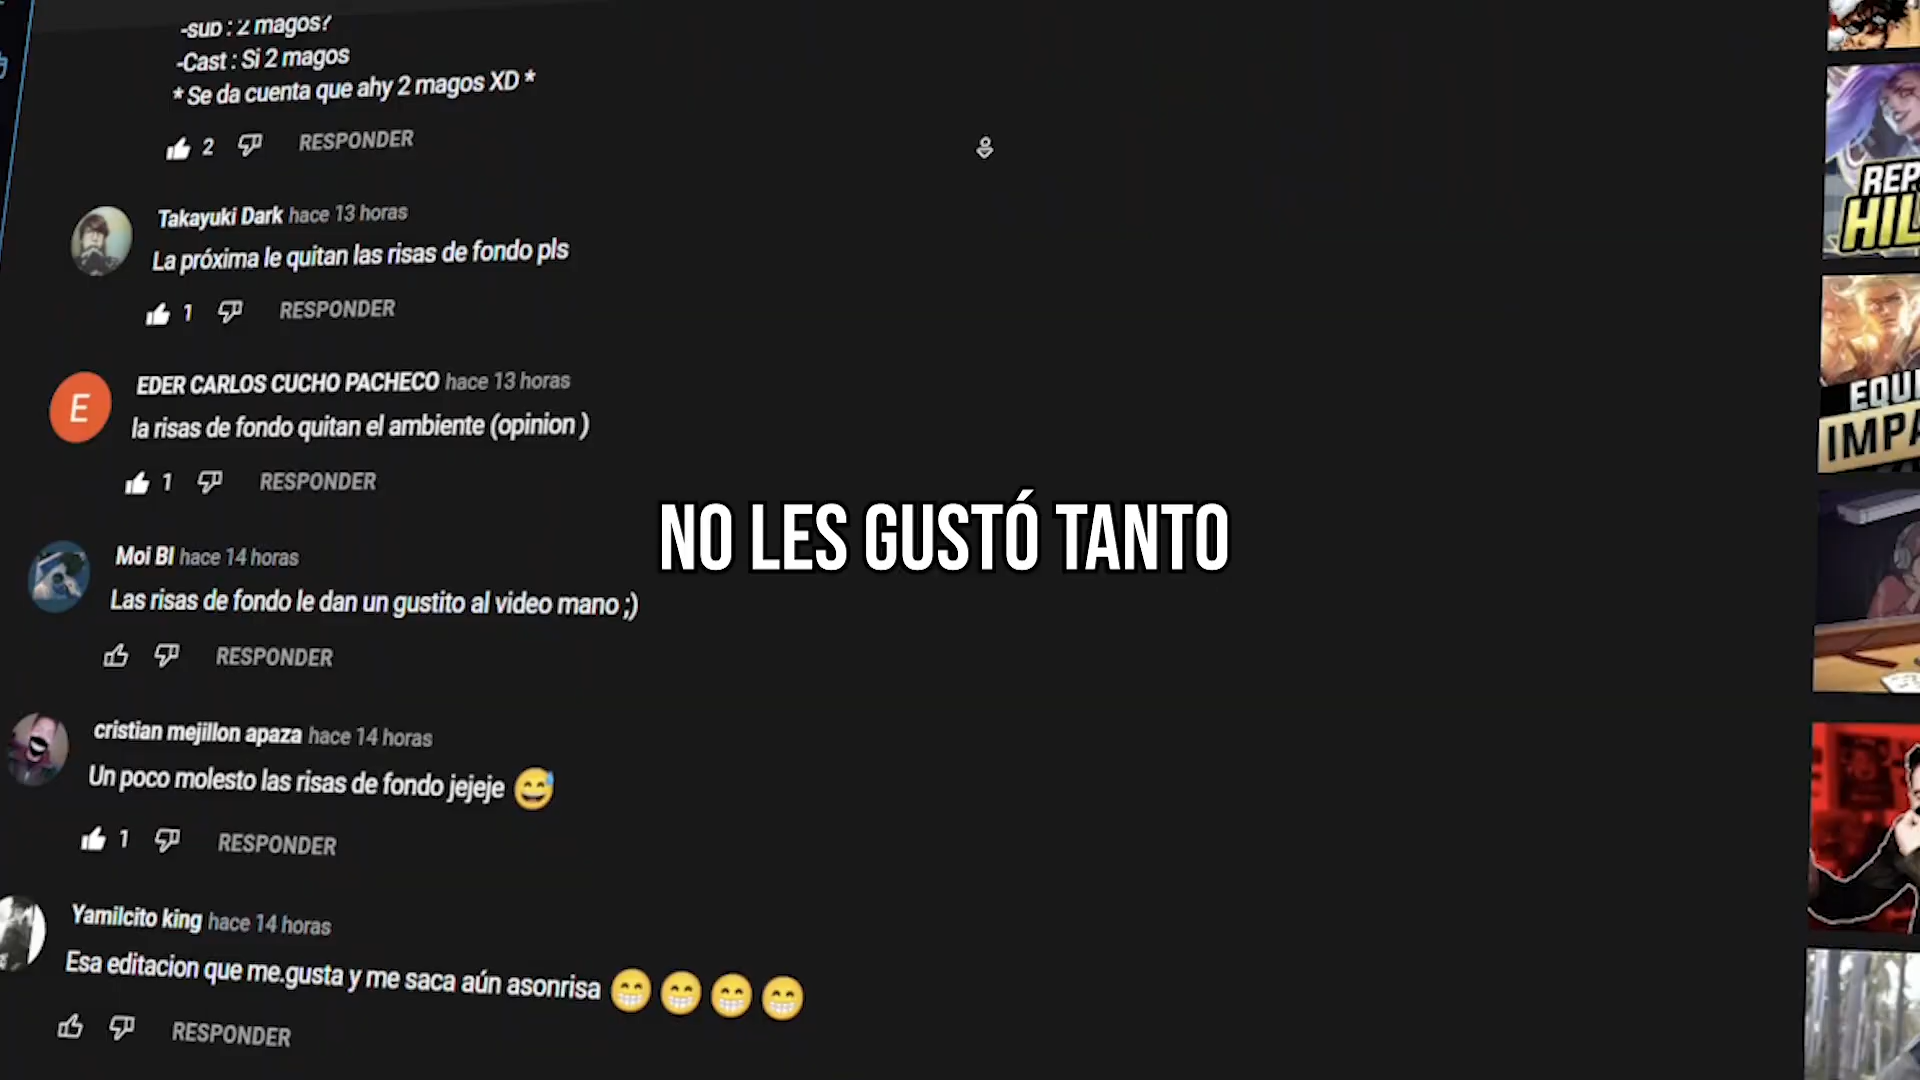 -sub : 2 magos?
-Cast : Si 2 magos
* Se da cuenta que ahy 2 magos XD *
2 RESPONDER
Takayuki Dark hace 13 horas
La próxima le quitan las risas de fondo pls
1 RESPONDER
EDER CARLOS CUCHO PACHECO hace 13 horas
E
la risas de fondo quitan el ambiente (opinion )
1 RESPONDER
NO LES GUSTÓ TANTO
Moi BI hace 14 horas
Las risas de fondo le dan un gustito al video mano ;)
RESPONDER
cristian mejillon apaza hace 14 horas
Un poco molesto las risas de fondo jejeje 😅
1 RESPONDER
Yamilcito king hace 14 horas
Esa editacion que me.gusta y me saca aún asonrisa 😁😁😁😁
RESPONDER
REP
HIL
EQU
IMPA